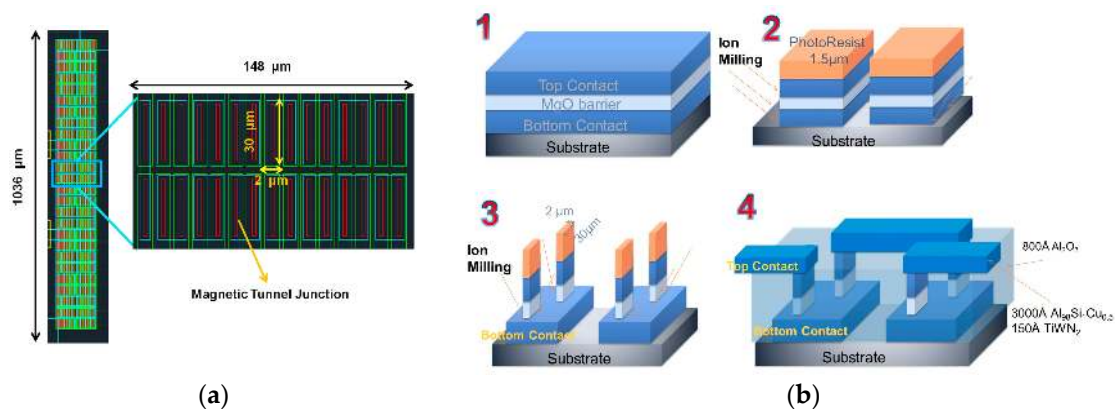 148 µm
1036 µm
30 µm
2 µm
Magnetic Tunnel Junction
(a)
1
Top Contact
MgO barrier
Bottom Contact
Substrate
2
Ion
Milling
PhotoResist
1.5µm
Substrate
3
2 µm
30µm
Ion
Milling
Bottom Contact
Substrate
4
Top Contact
800Å Al₂O₃
Bottom Contact
3000Å
150Å TiWN₂
Substrate
(b)